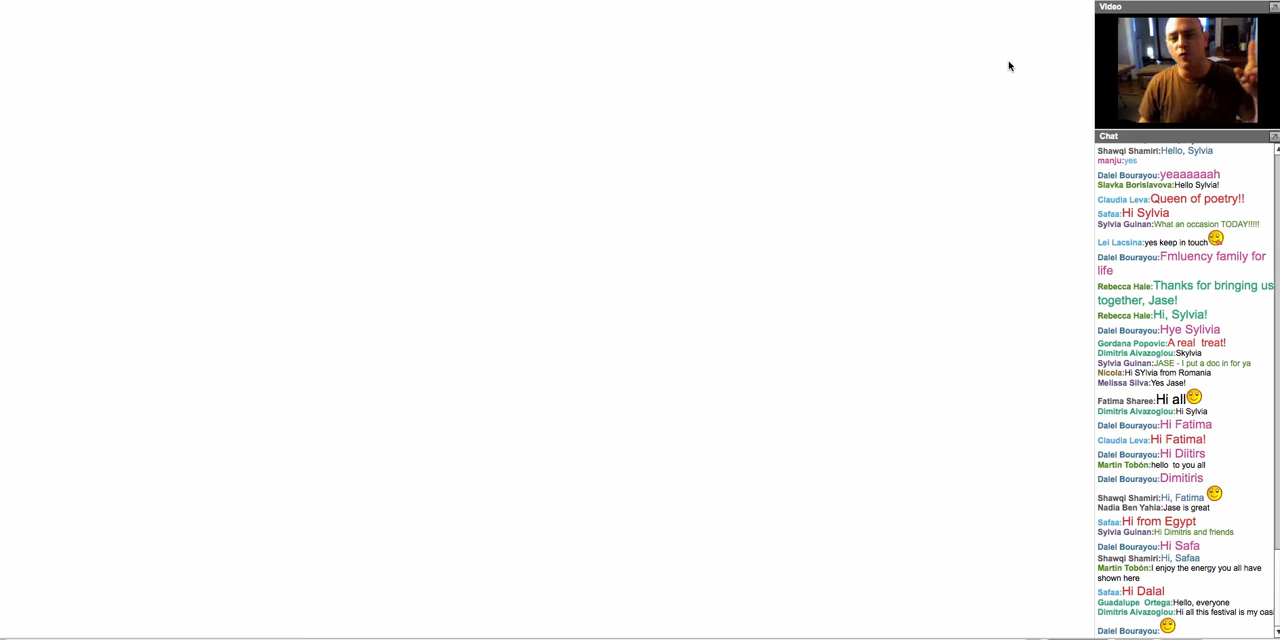 Video
Chat
Shawqi Shamiri:Hello, Sylvia
manju:yes
Dalel Bourayou:yeaaaaaah
Slavka Borislavova:Hello Sylvia!
Claudia Leva:Queen of poetry!!
Safaa:Hi Sylvia
Sylvia Guinan:What an occasion TODAY!!!!!
Lei Lacsina:yes keep in touch
Dalel Bourayou:Fmluency family for
life
Rebecca Hale:Thanks for bringing us
together, Jase!
Rebecca Hale:Hi, Sylvia!
Dalel Bourayou:Hye Sylivia
Gordana Popovic:A real treat!
Dimitris Aivazoglou:Skylvia
Sylvia Guinan:JASE - I put a doc in for ya
Nicola:Hi SYlvia from Romania
Melissa Silva:Yes Jase!
Fatima Sharee:Hi all
Dimitris Aivazoglou:Hi Sylvia
Dalel Bourayou:Hi Fatima
Claudia Leva:Hi Fatima!
Dalel Bourayou:Hi Diitirs
Martin Tobón:hello to you all
Dalel Bourayou:Dimitiris
Shawqi Shamiri:Hi, Fatima
Nadia Ben Yahia:Jase is great
Safaa:Hi from Egypt
Sylvia Guinan:Hi Dimitris and friends
Dalel Bourayou:Hi Safa
Shawqi Shamiri:Hi, Safaa
Martin Tobón:I enjoy the energy you all have
shown here
Safaa:Hi Dalal
Guadalupe Ortega:Hello, everyone
Dimitris Aivazoglou:Hi all this festival is my oas
Dalel Bourayou: